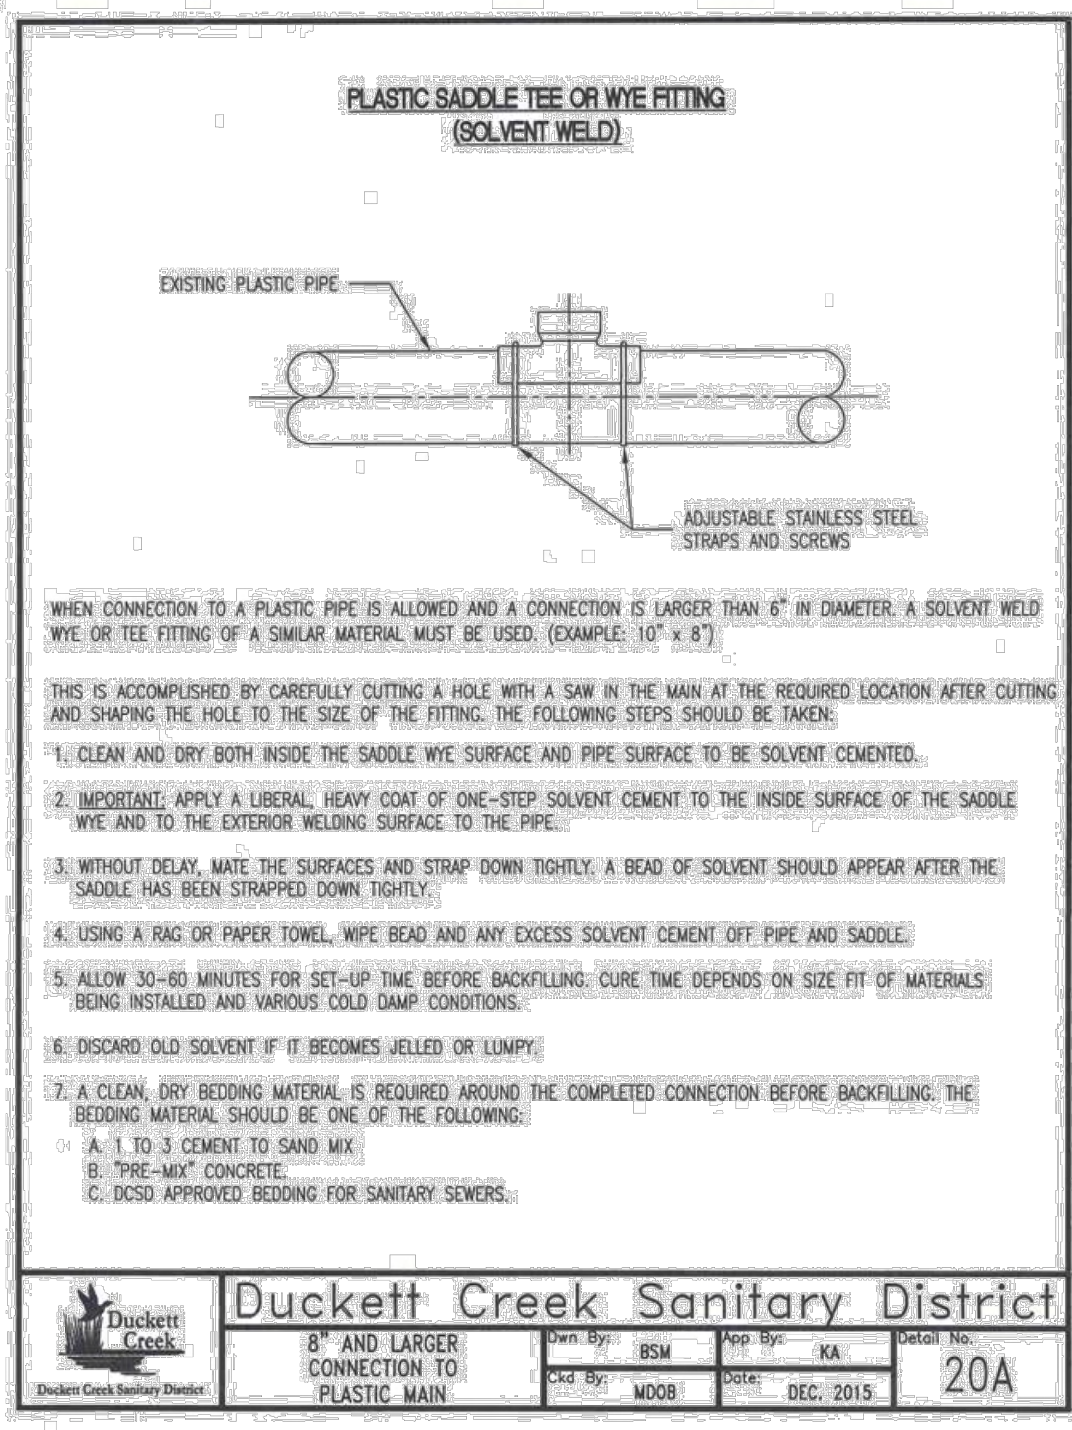 PLASTIC SADDLE TEE OR WYE FITTING
(SOLVENT WELD)
EXISTING PLASTIC PIPE
ADJUSTABLE STAINLESS STEEL
STRAPS AND SCREWS
WHEN CONNECTION TO A PLASTIC PIPE IS ALLOWED AND A CONNECTION IS LARGER THAN 6" IN DIAMETER. A SOLVENT WELD
WYE OR TEE FITTING OF A SIMILAR MATERIAL MUST BE USED. (EXAMPLE: 10" x 8")
THIS IS ACCOMPLISHED BY CAREFULLY CUTTING A HOLE WITH A SAW IN THE MAIN AT THE REQUIRED LOCATION AFTER CUTTING
AND SHAPING THE HOLE TO THE SIZE OF THE FITTING. THE FOLLOWING STEPS SHOULD BE TAKEN:
1. CLEAN AND DRY BOTH INSIDE THE SADDLE WYE SURFACE AND PIPE SURFACE TO BE SOLVENT CEMENTED.
2. IMPORTANT: APPLY A LIBERAL, HEAVY COAT OF ONE-STEP SOLVENT CEMENT TO THE INSIDE SURFACE OF THE SADDLE
WYE AND TO THE EXTERIOR WELDING SURFACE TO THE PIPE.
3. WITHOUT DELAY, MATE THE SURFACES AND STRAP DOWN TIGHTLY. A BEAD OF SOLVENT SHOULD APPEAR AFTER THE
SADDLE HAS BEEN STRAPPED DOWN TIGHTLY.
4. USING A RAG OR PAPER TOWEL, WIPE BEAD AND ANY EXCESS SOLVENT CEMENT OFF PIPE AND SADDLE.
5. ALLOW 30-60 MINUTES FOR SET-UP TIME BEFORE BACKFILLING. CURE TIME DEPENDS ON SIZE FIT OF MATERIALS
BEING INSTALLED AND VARIOUS COLD DAMP CONDITIONS.
6. DISCARD OLD SOLVENT IF IT BECOMES JELLED OR LUMPY.
7. A CLEAN, DRY BEDDING MATERIAL IS REQUIRED AROUND THE COMPLETED CONNECTION BEFORE BACKFILLING. THE
BEDDING MATERIAL SHOULD BE ONE OF THE FOLLOWING:
A. 1 TO 3 CEMENT TO SAND MIX
B. "PRE-MIX" CONCRETE.
C. DCSD APPROVED BEDDING FOR SANITARY SEWERS.
Duckett
Creek
Duckett Creek Sanitary District
Duckett Creek Sanitary District
8" AND LARGER
CONNECTION TO
PLASTIC MAIN
Dwn By:
BSM
Ckd By:
MDOB
App By:
KA
Date:
DEC. 2015
Detail No.
20A